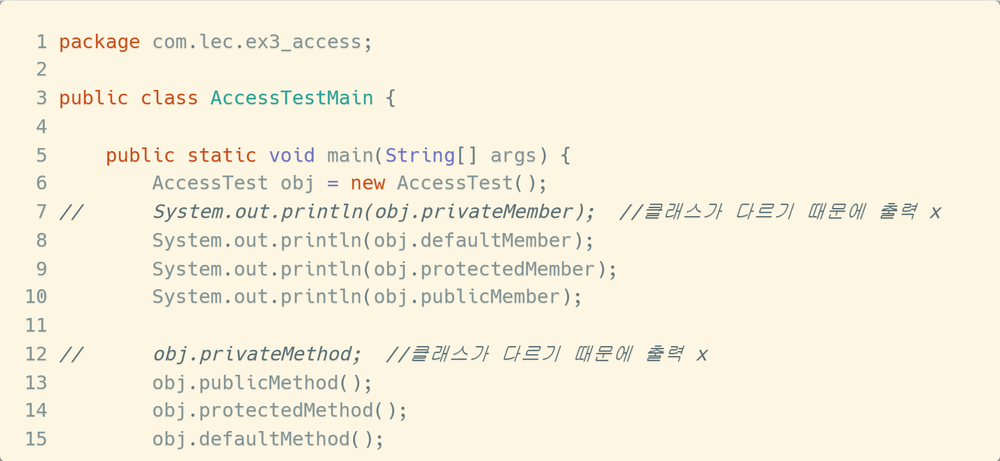 1 package com.lec.ex3_access;
2
3 public class AccessTestMain {
4
5     public static void main(String[] args) {
6         AccessTest obj = new AccessTest();
7 //      System.out.println(obj.privateMember);  //클래스가 다르기 때문에 출력 x
8         System.out.println(obj.defaultMember);
9         System.out.println(obj.protectedMember);
10         System.out.println(obj.publicMember);
11
12 //      obj.privateMethod;  //클래스가 다르기 때문에 출력 x
13         obj.publicMethod();
14         obj.protectedMethod();
15         obj.defaultMethod();